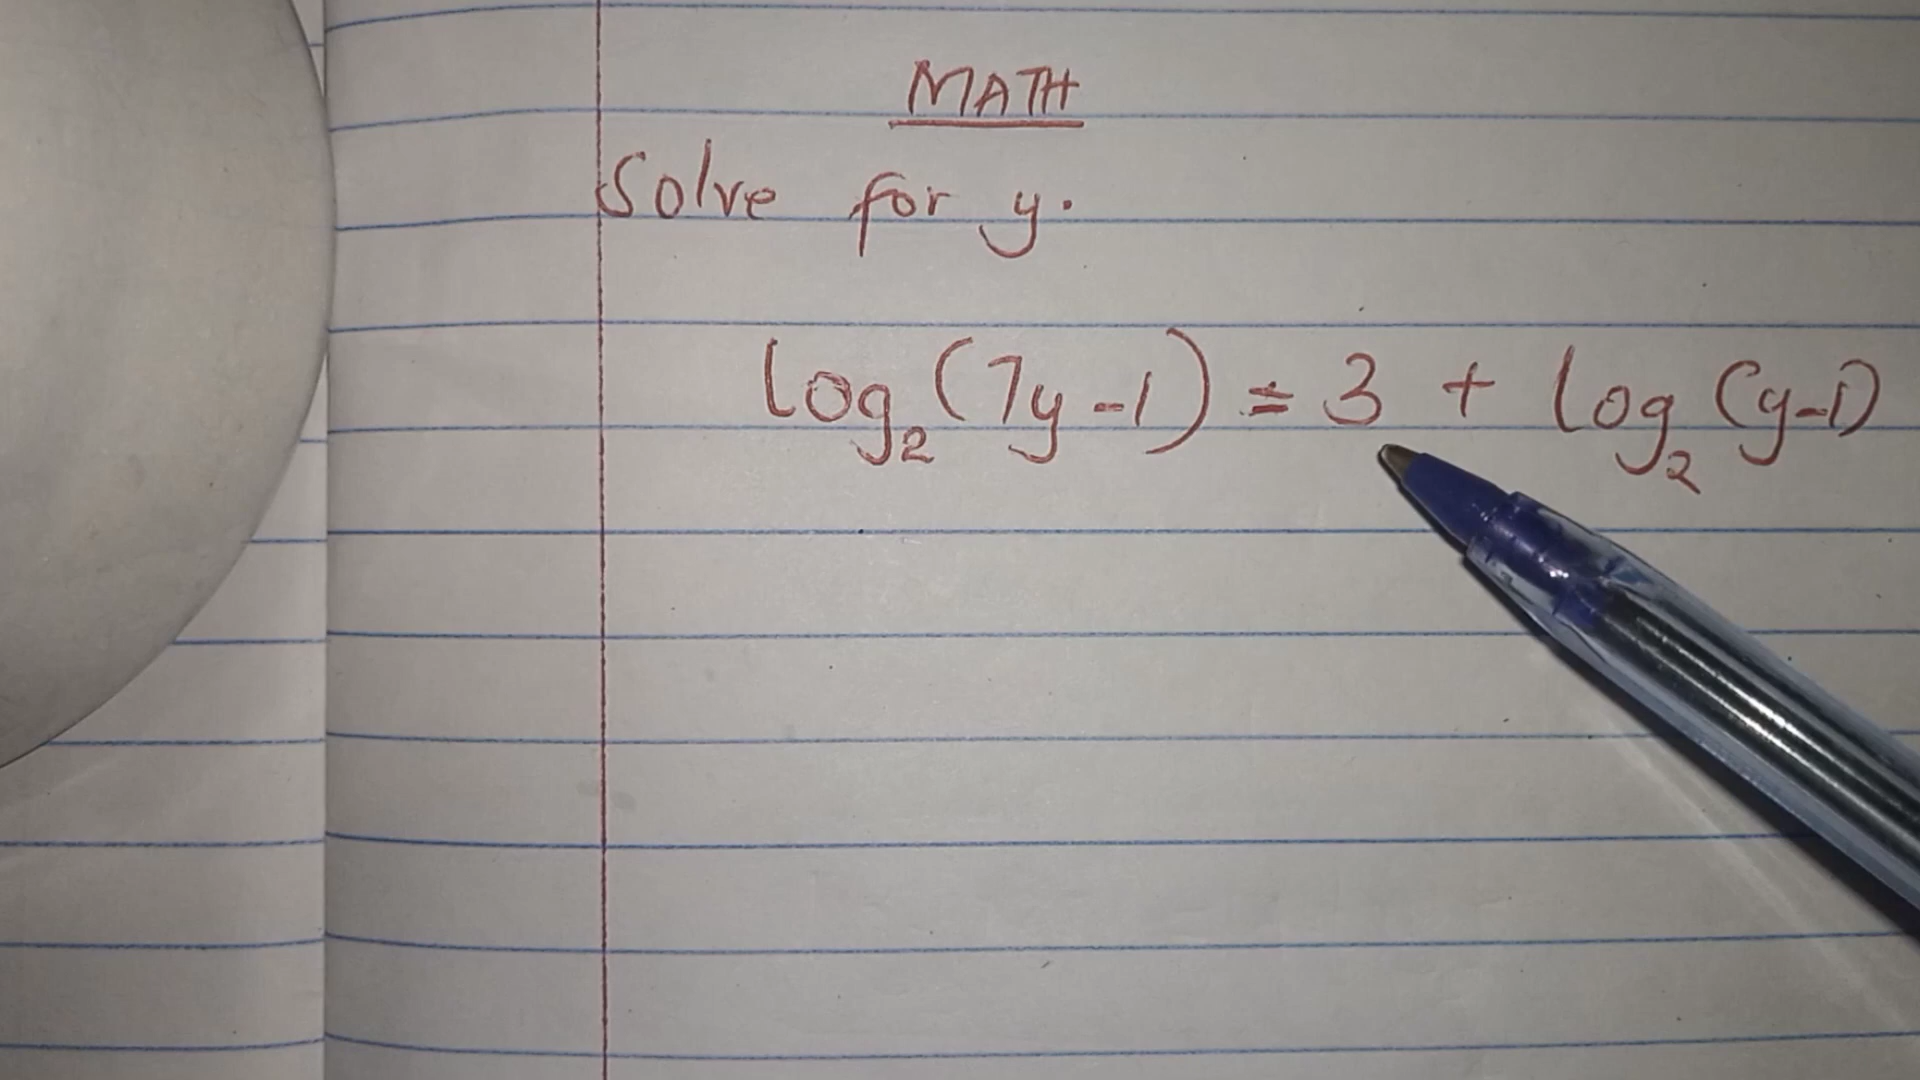 MATH
Solve for y.
log₂(7y-1) = 3 + log₂(y-1)